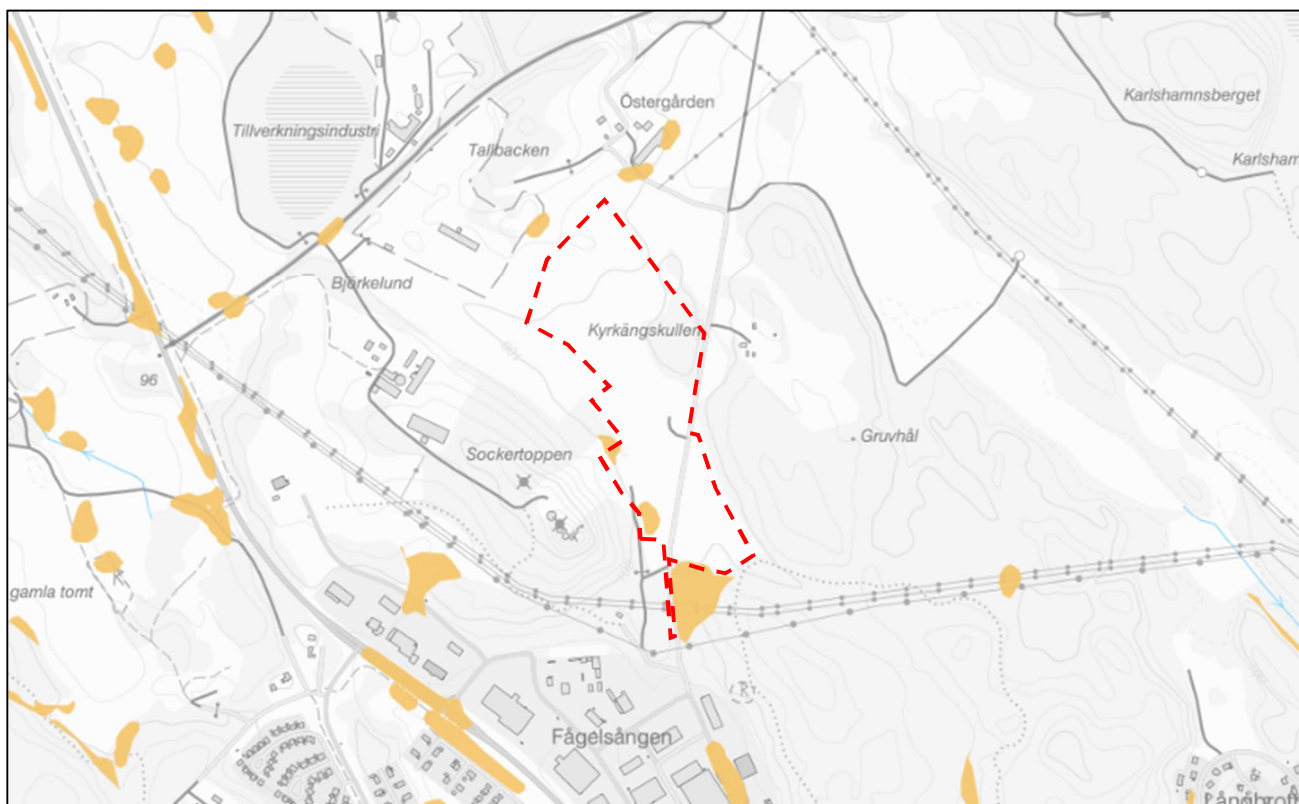 Östergården
Karlshamnsberget
Tillverkningsindustri
Tallbacken
Karlsham
Björkelund
Kyrkängskullen
96
Gruvhål
Sockertoppen
gamla tomt
Fågelsången